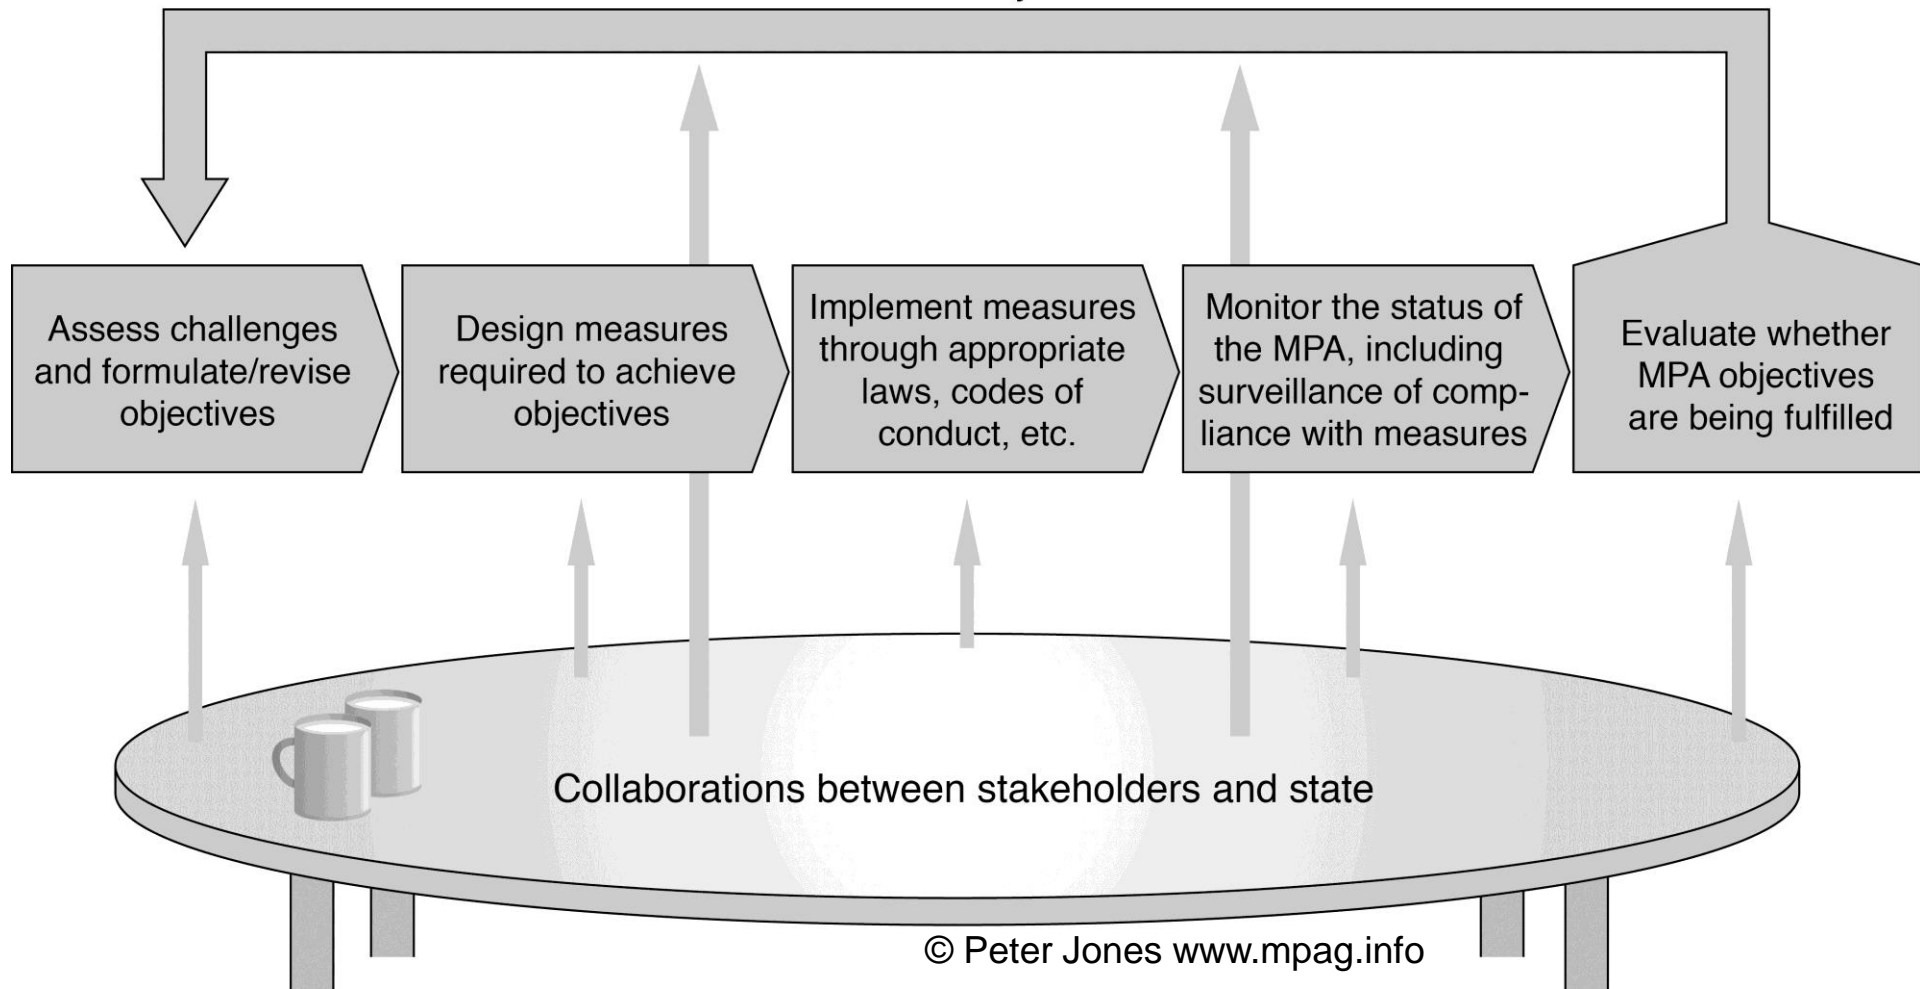 Assess challenges
and formulate/revise
objectives
Design measures
required to achieve
objectives
Implement measures
through appropriate
laws, codes of
conduct, etc.
Monitor the status of
the MPA, including
surveillance of comp-
liance with measures
Evaluate whether
MPA objectives
are being fulfilled
Collaborations between stakeholders and state
© Peter Jones www.mpag.info